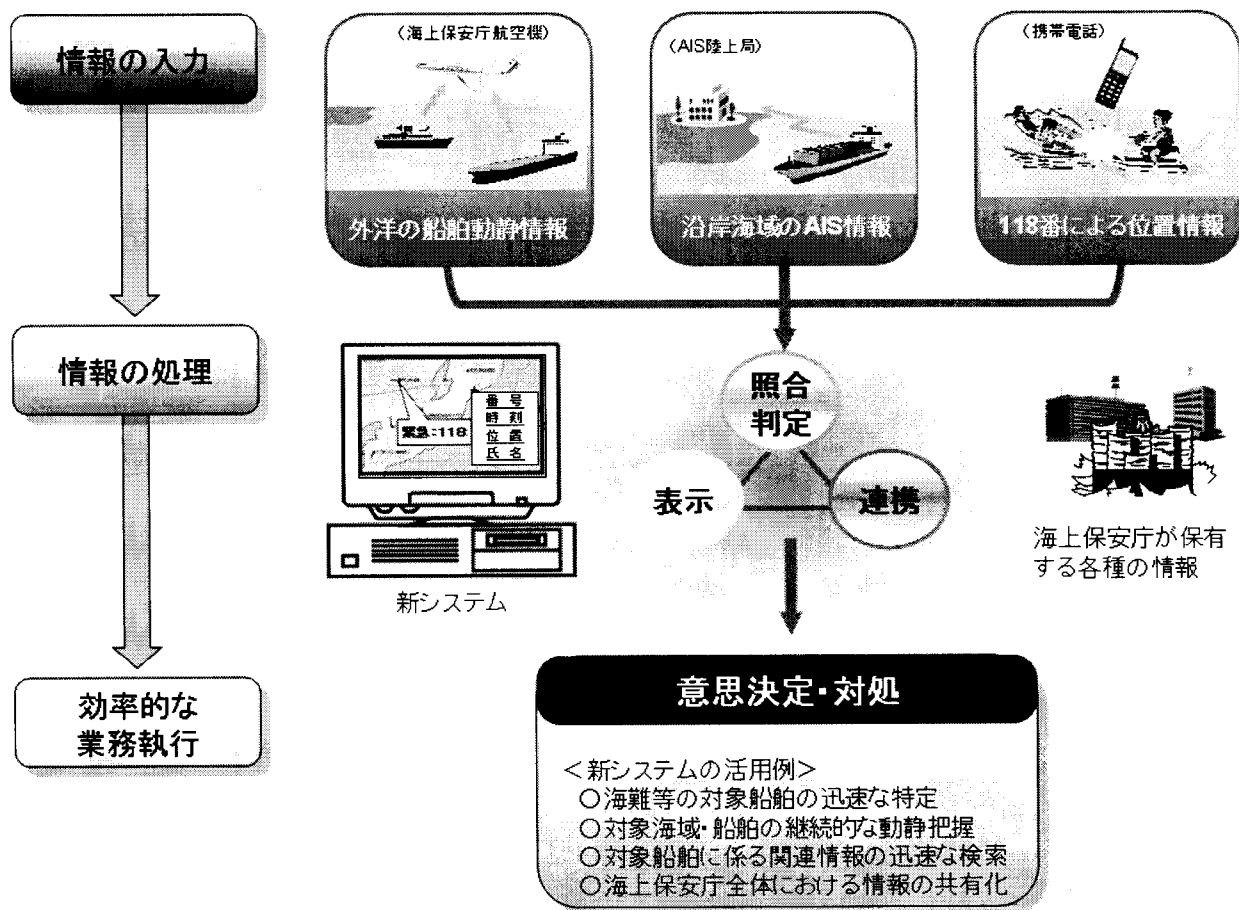 情報の入力
〈海上保安庁航空機〉
外洋の船舶動静情報
〈AIS陸上局〉
沿岸海域のAIS情報
〈携帯電話〉
118番による位置情報
情報の処理
緊急:118
番号
時刻
位置
氏名
新システム
照合
判定
表示
連携
海上保安庁が保有
する各種の情報
効率的な
業務執行
意思決定・対処
＜新システムの活用例＞
○海難等の対象船舶の迅速な特定
○対象海域・船舶の継続的な動静把握
○対象船舶に係る関連情報の迅速な検索
○海上保安庁全体における情報の共有化